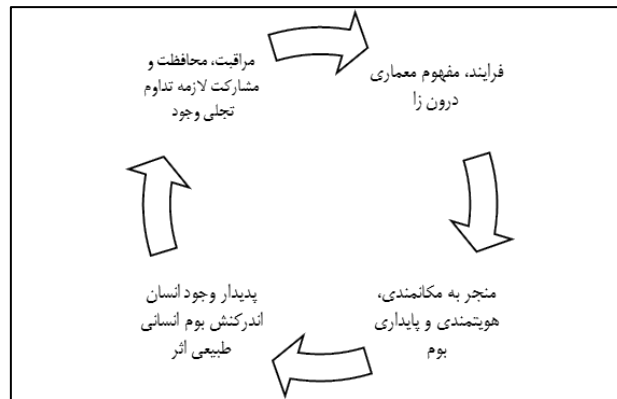 مراقبت، محافظت و
مشارکت لازمه تداوم
تجلی وجود
فرایند، مفهوم معماری
درون زا
منجر به مکانمندی،
هویتمندی و پایداری
بوم
پدیدار وجود انسان
اندرکنش بوم انسانی
طبیعی اثر